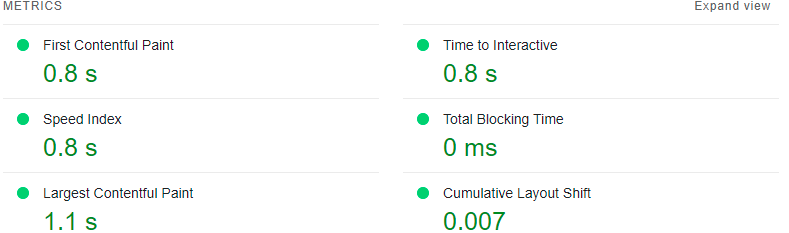 METRICS
Expand view
First Contentful Paint
0.8 s
Time to Interactive
0.8 s
Speed Index
0.8 s
Total Blocking Time
0 ms
Largest Contentful Paint
1.1 s
Cumulative Layout Shift
0.007